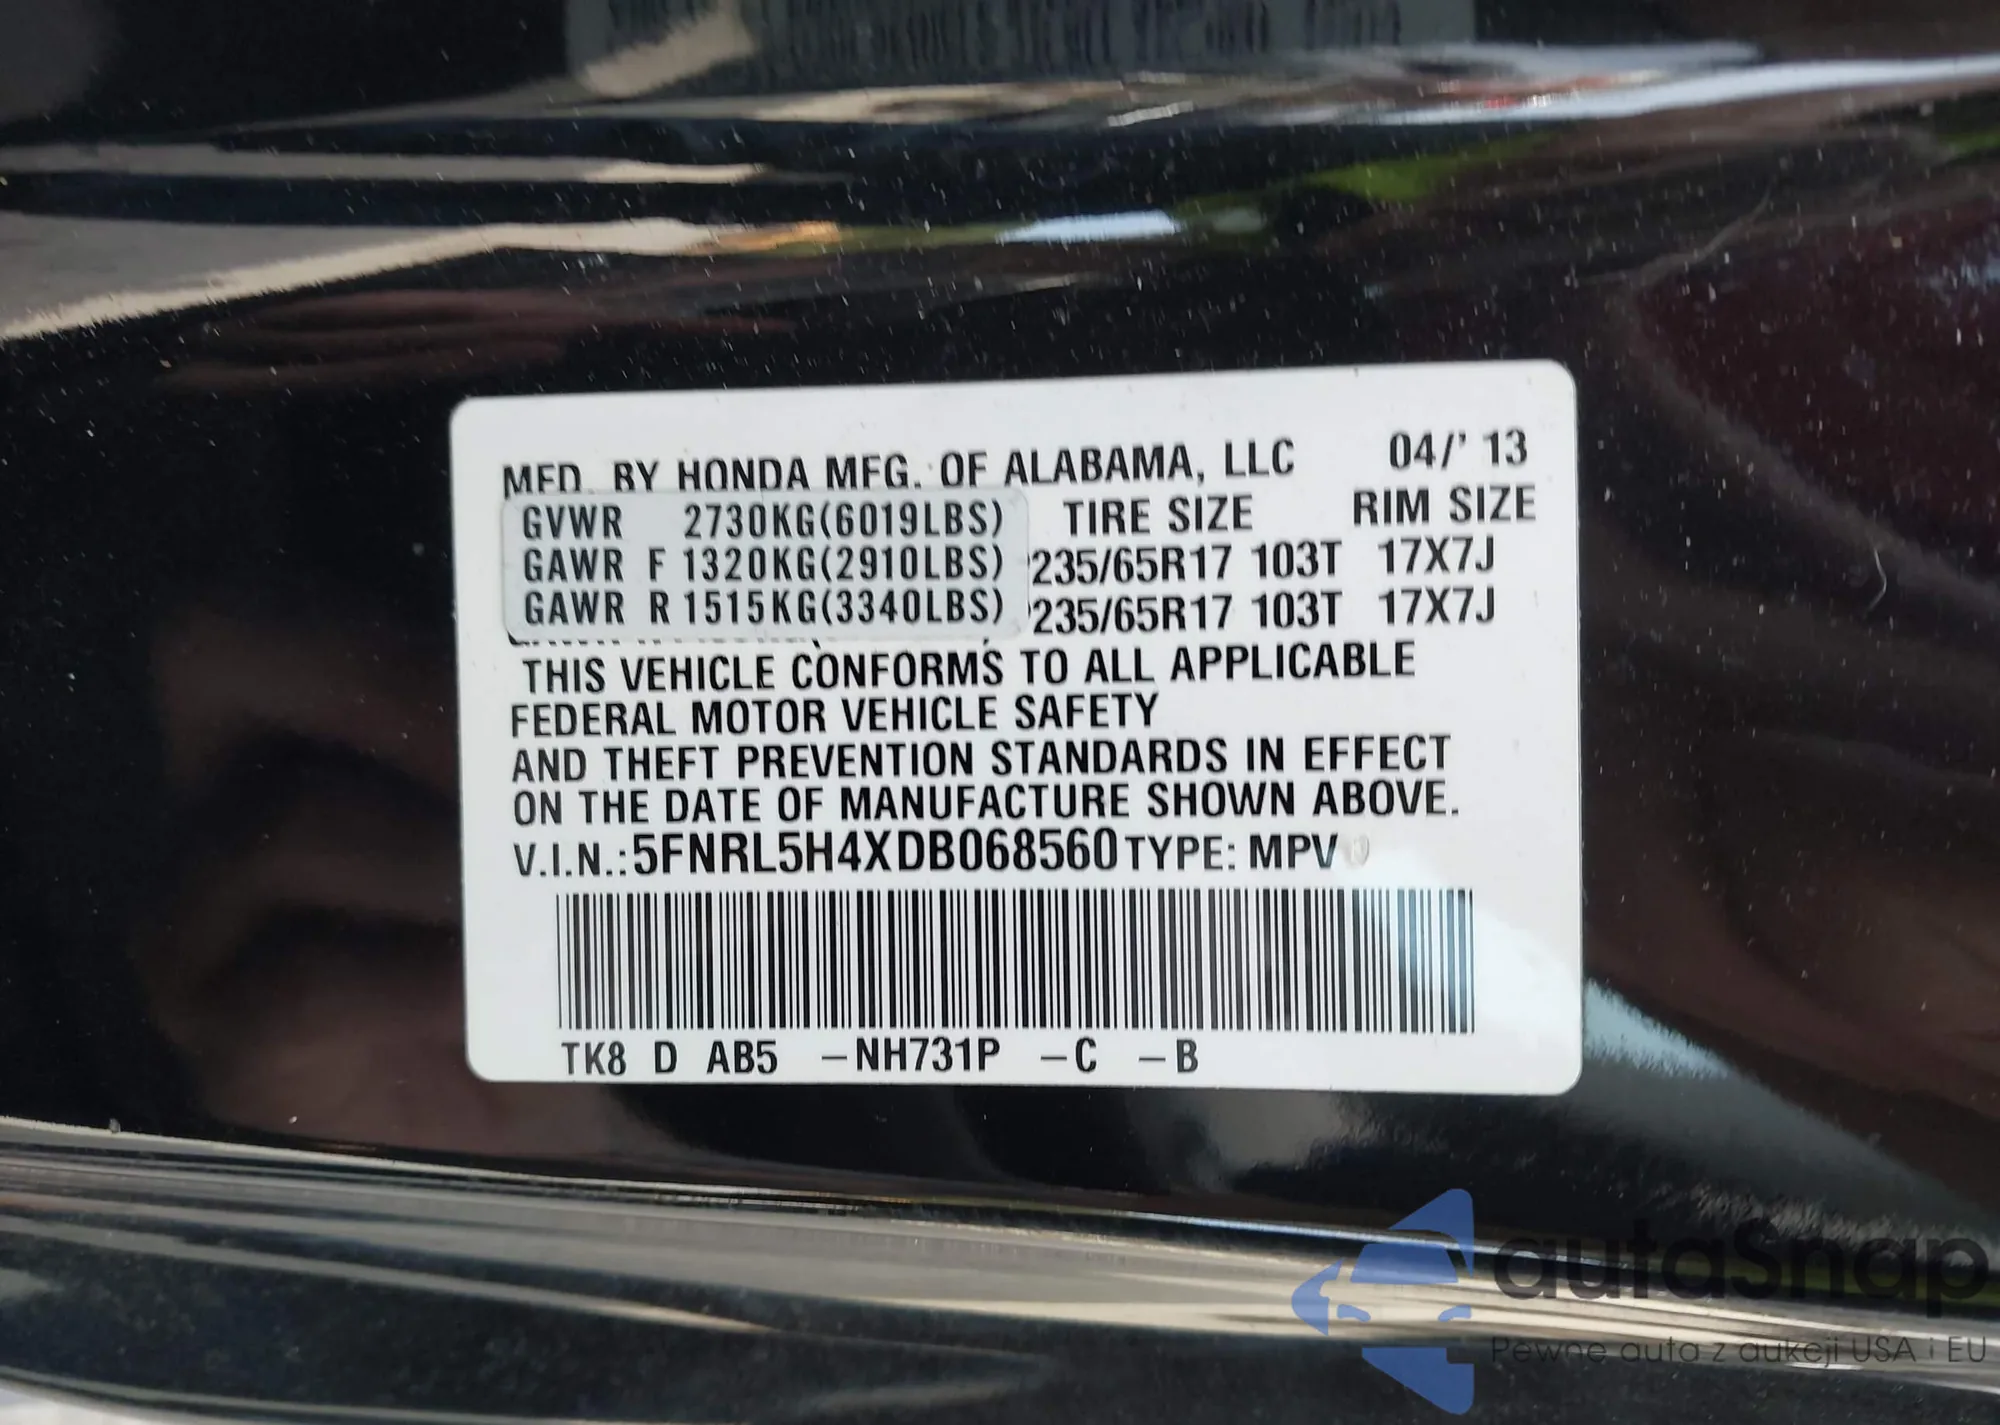 MFD. BY HONDA MFG. OF ALABAMA, LLC 04/' 13
GVWR 2730KG(6019LBS) TIRE SIZE RIM SIZE
GAWR F 1320KG(2910LBS) 235/65R17 103T 17X7J
GAWR R 1515KG(3340LBS) 235/65R17 103T 17X7J
THIS VEHICLE CONFORMS TO ALL APPLICABLE
FEDERAL MOTOR VEHICLE SAFETY
AND THEFT PREVENTION STANDARDS IN EFFECT
ON THE DATE OF MANUFACTURE SHOWN ABOVE.
V.I.N.:5FNRL5H4XDB068560 TYPE: MPV
TK8 D AB5 –NH731P –C –B
autaSnap
Pewne auta z aukcji USA i EU